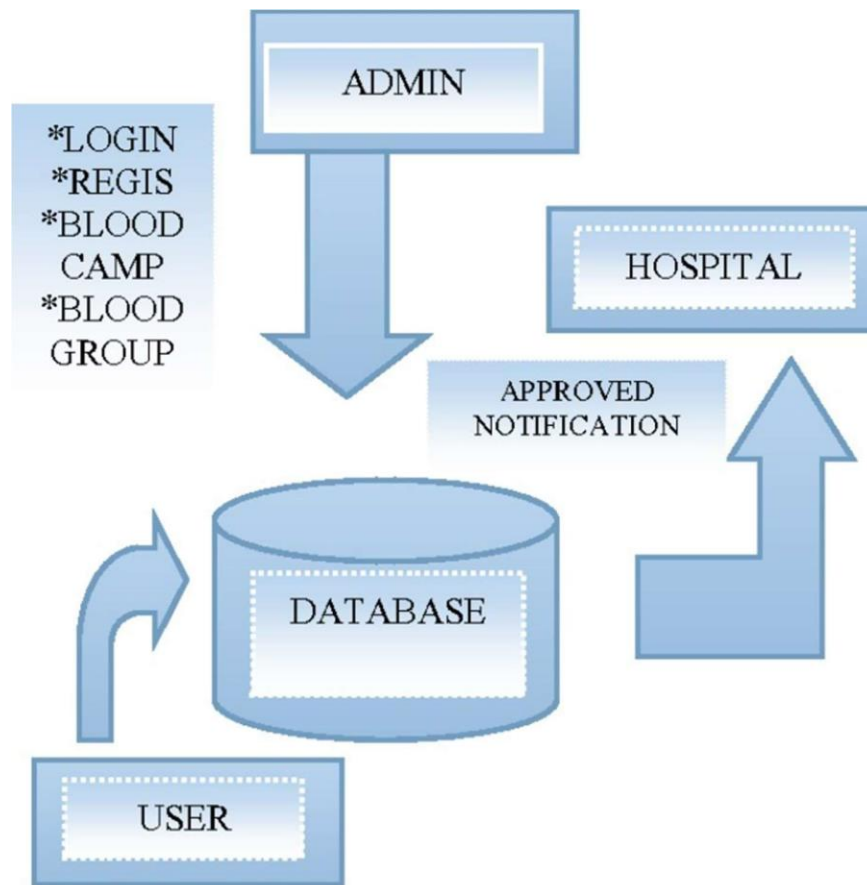 ADMIN
*LOGIN
*REGIS
*BLOOD
CAMP
*BLOOD
GROUP
HOSPITAL
APPROVED
NOTIFICATION
DATABASE
USER